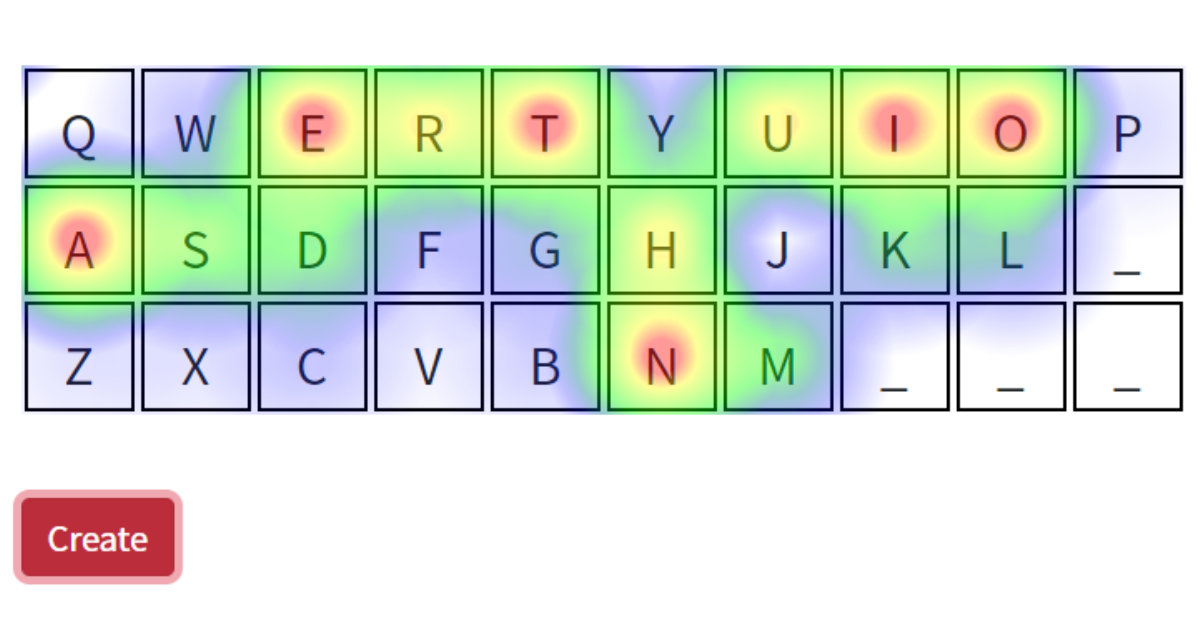 Q W E R T Y U I O P
A S D F G H J K L _
Z X C V B N M _ _ _
Create